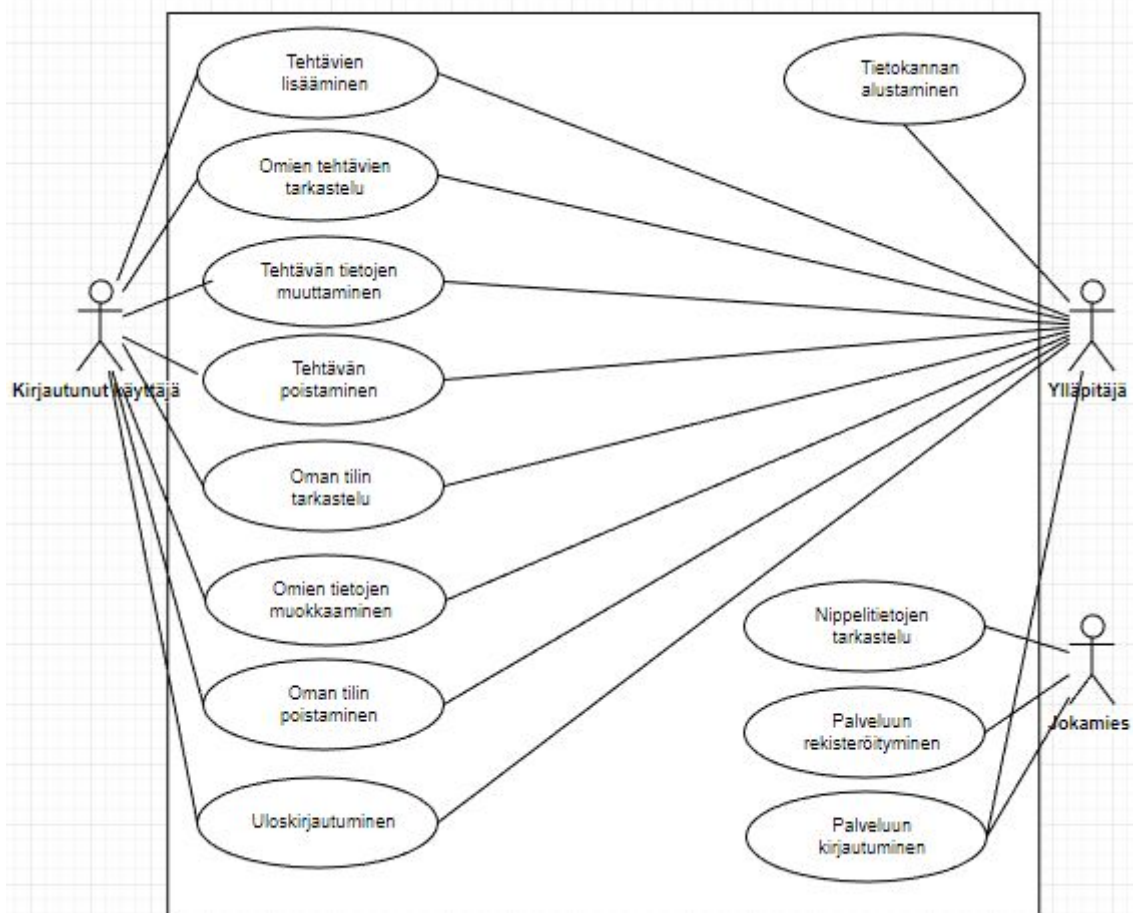 Tehtävien
lisääminen
Tietokannan
alustaminen
Omien tehtävien
tarkastelu
Tehtävän tietojen
muuttaminen
Tehtävän
poistaminen
Kirjautunut käyttäjä
Ylläpitäjä
Oman tilin
tarkastelu
Omien tietojen
muokkaaminen
Nippelitietojen
tarkastelu
Oman tilin
poistaminen
Palveluun
rekisteröityminen
Jokamies
Uloskirjautuminen
Palveluun
kirjautuminen